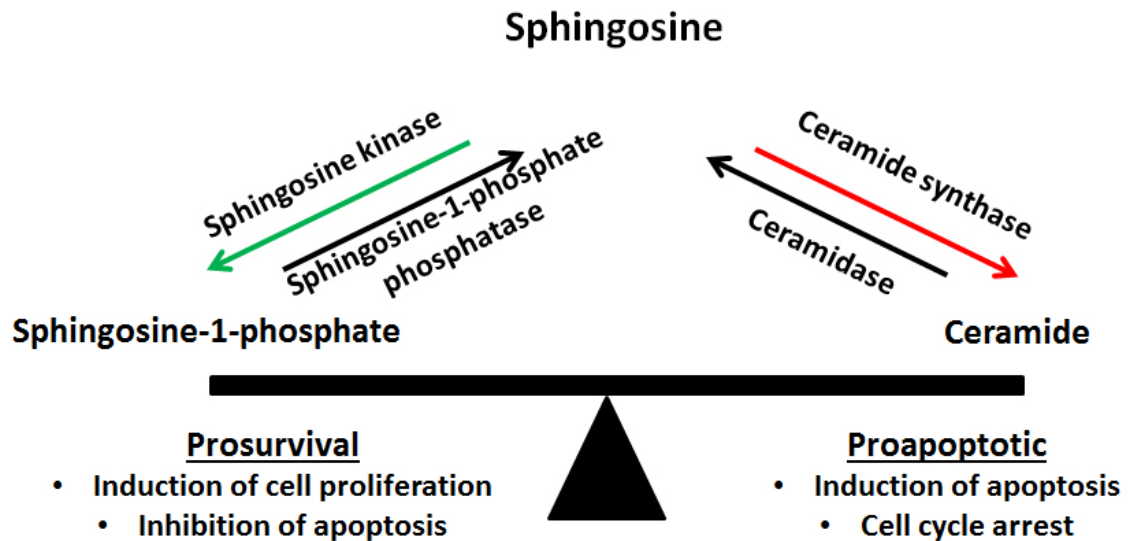 Sphingosine
Sphingosine kinase
Sphingosine-1-phosphate
phosphatase
Ceramide synthase
Ceramidase
Sphingosine-1-phosphate
Ceramide
Prosurvival
• Induction of cell proliferation
• Inhibition of apoptosis
Proapoptotic
• Induction of apoptosis
• Cell cycle arrest